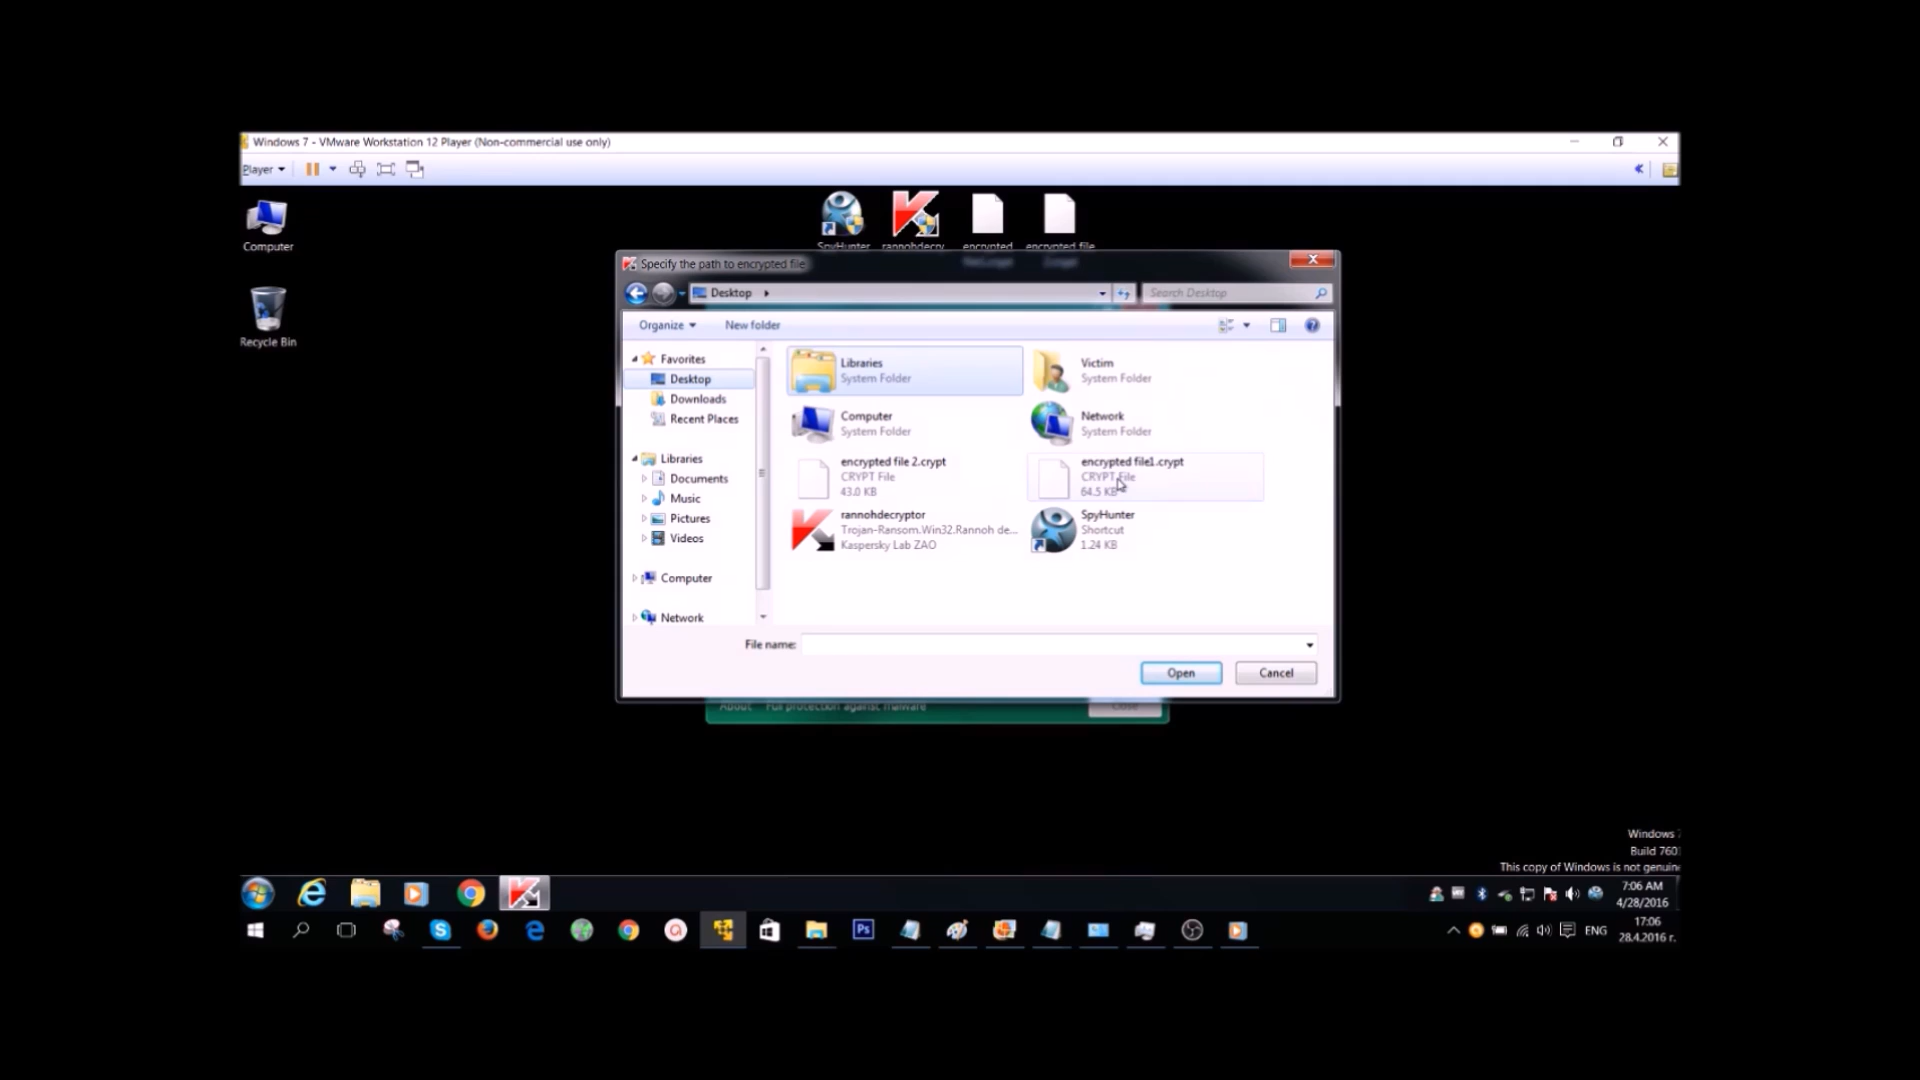 Windows 7 - VMware Workstation 12 Player (Non-commercial use only)
Player
Computer
Recycle Bin
SpyHunter
rannohdecry
encrypted
encrypted file
Specify the path to encrypted file
Desktop
Search Desktop
Organize
New folder
Favorites
Desktop
Downloads
Recent Places
Libraries
Documents
Music
Pictures
Videos
Computer
Network
Libraries
System Folder
Victim
System Folder
Computer
System Folder
Network
System Folder
encrypted file 2.crypt
CRYPT File
43.0 KB
encrypted file1.crypt
CRYPT File
64.5 KB
rannohdecryptor
Trojan-Ransom.Win32.Rannoh de...
Kaspersky Lab ZAO
SpyHunter
Shortcut
1.24 KB
File name:
Open
Cancel
About Full protection against malware
Close
Windows 7
Build 760
This copy of Windows is not genuine
7:06 AM
4/28/2016
Ps
ENG
17:06
28.4.2016 г.